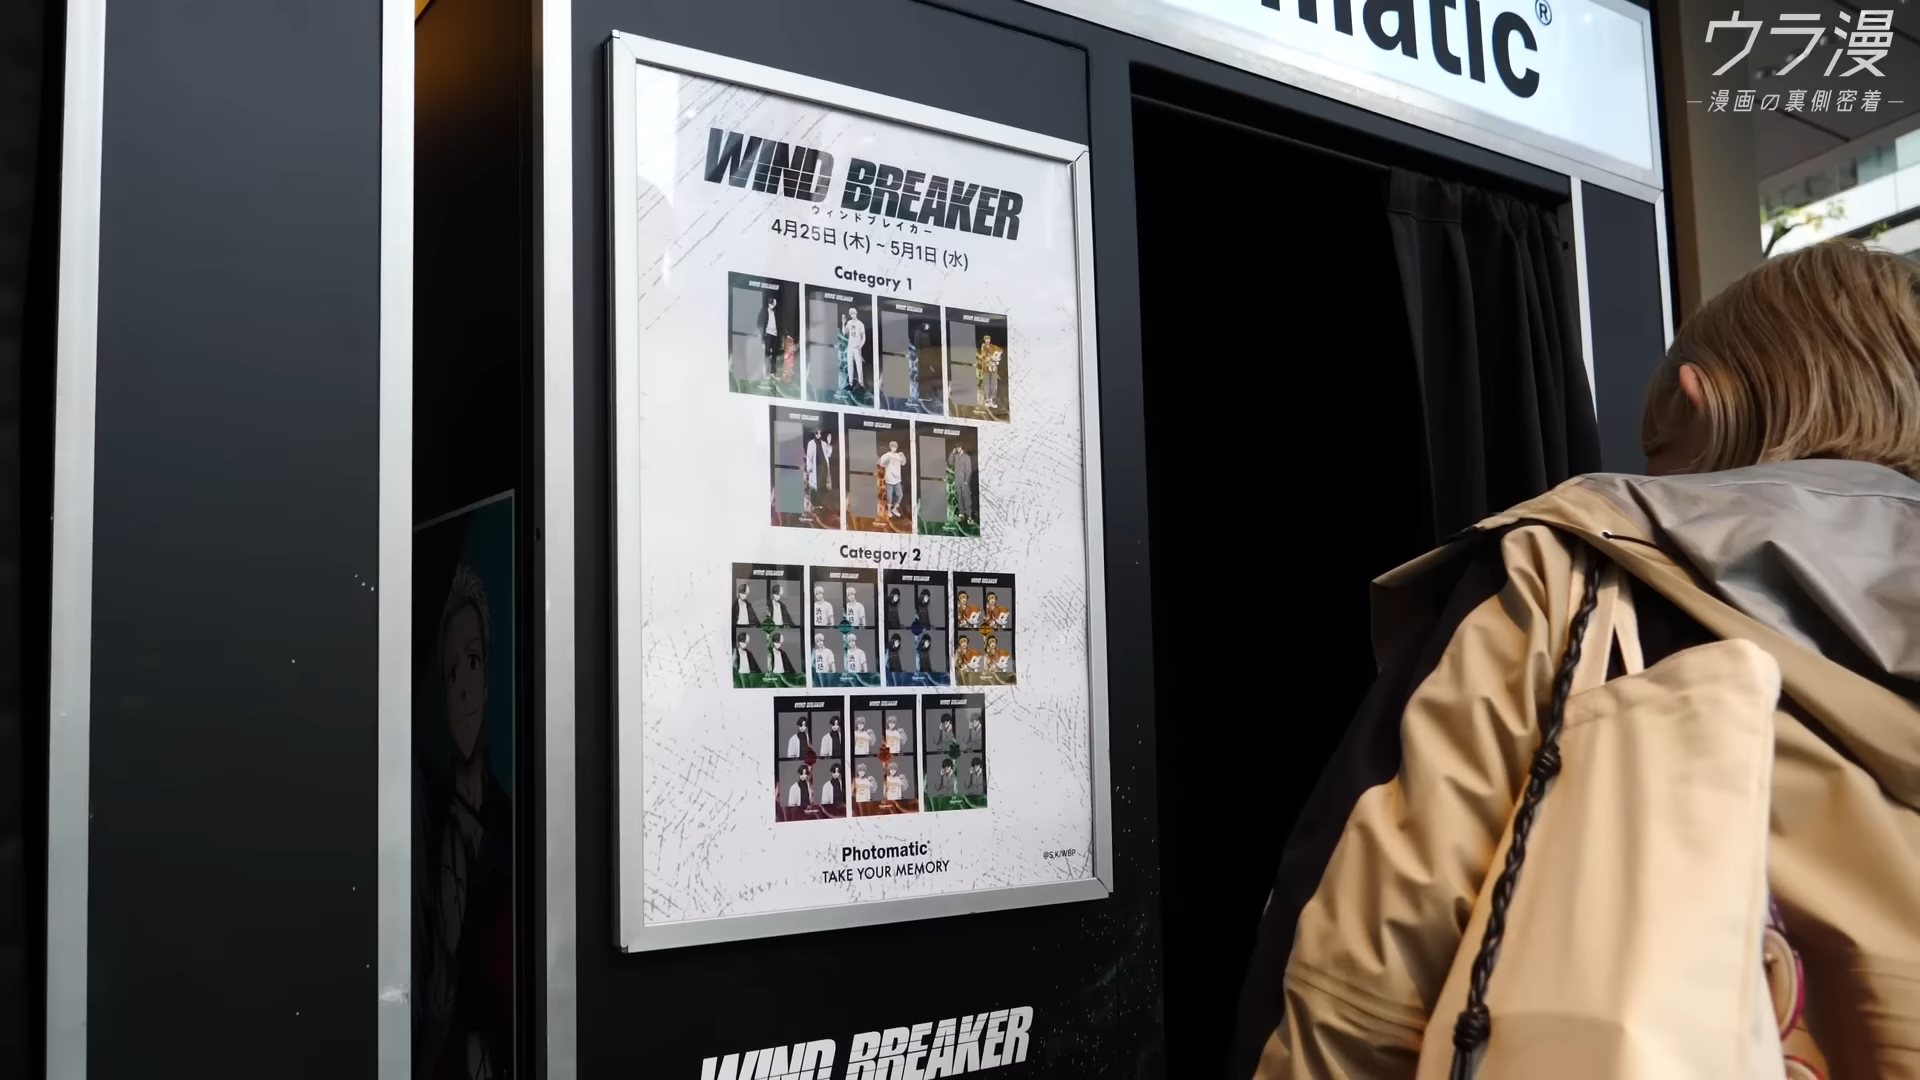 matic®
ウラ漫
漫画の裏側密着
WIND BREAKER
ウィンドブレイカー
4月25日 (木) ~ 5月1日 (水)
Category 1
Category 2
Photomatic
TAKE YOUR MEMORY
@S,K/WBP
WIND BREAKER